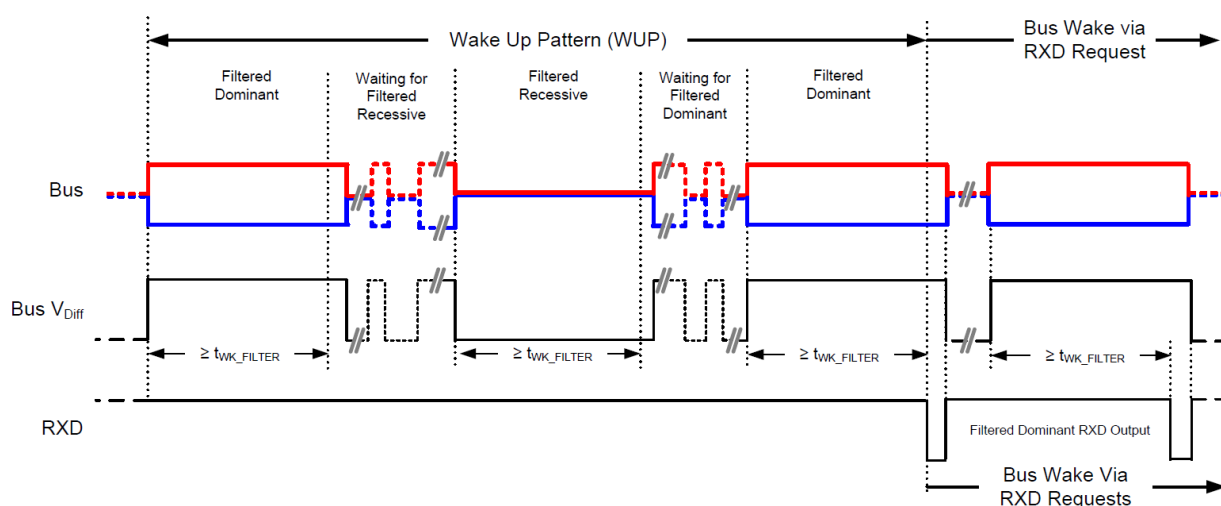 Wake Up Pattern (WUP)
Bus Wake via
RXD Request
Filtered
Dominant
Waiting for
Filtered
Recessive
Filtered
Recessive
Waiting for
Filtered
Dominant
Filtered
Dominant
Bus
Bus VDiff
≥ tWK_FILTER
≥ tWK_FILTER
≥ tWK_FILTER
≥ tWK_FILTER
RXD
Filtered Dominant RXD Output
Bus Wake Via
RXD Requests